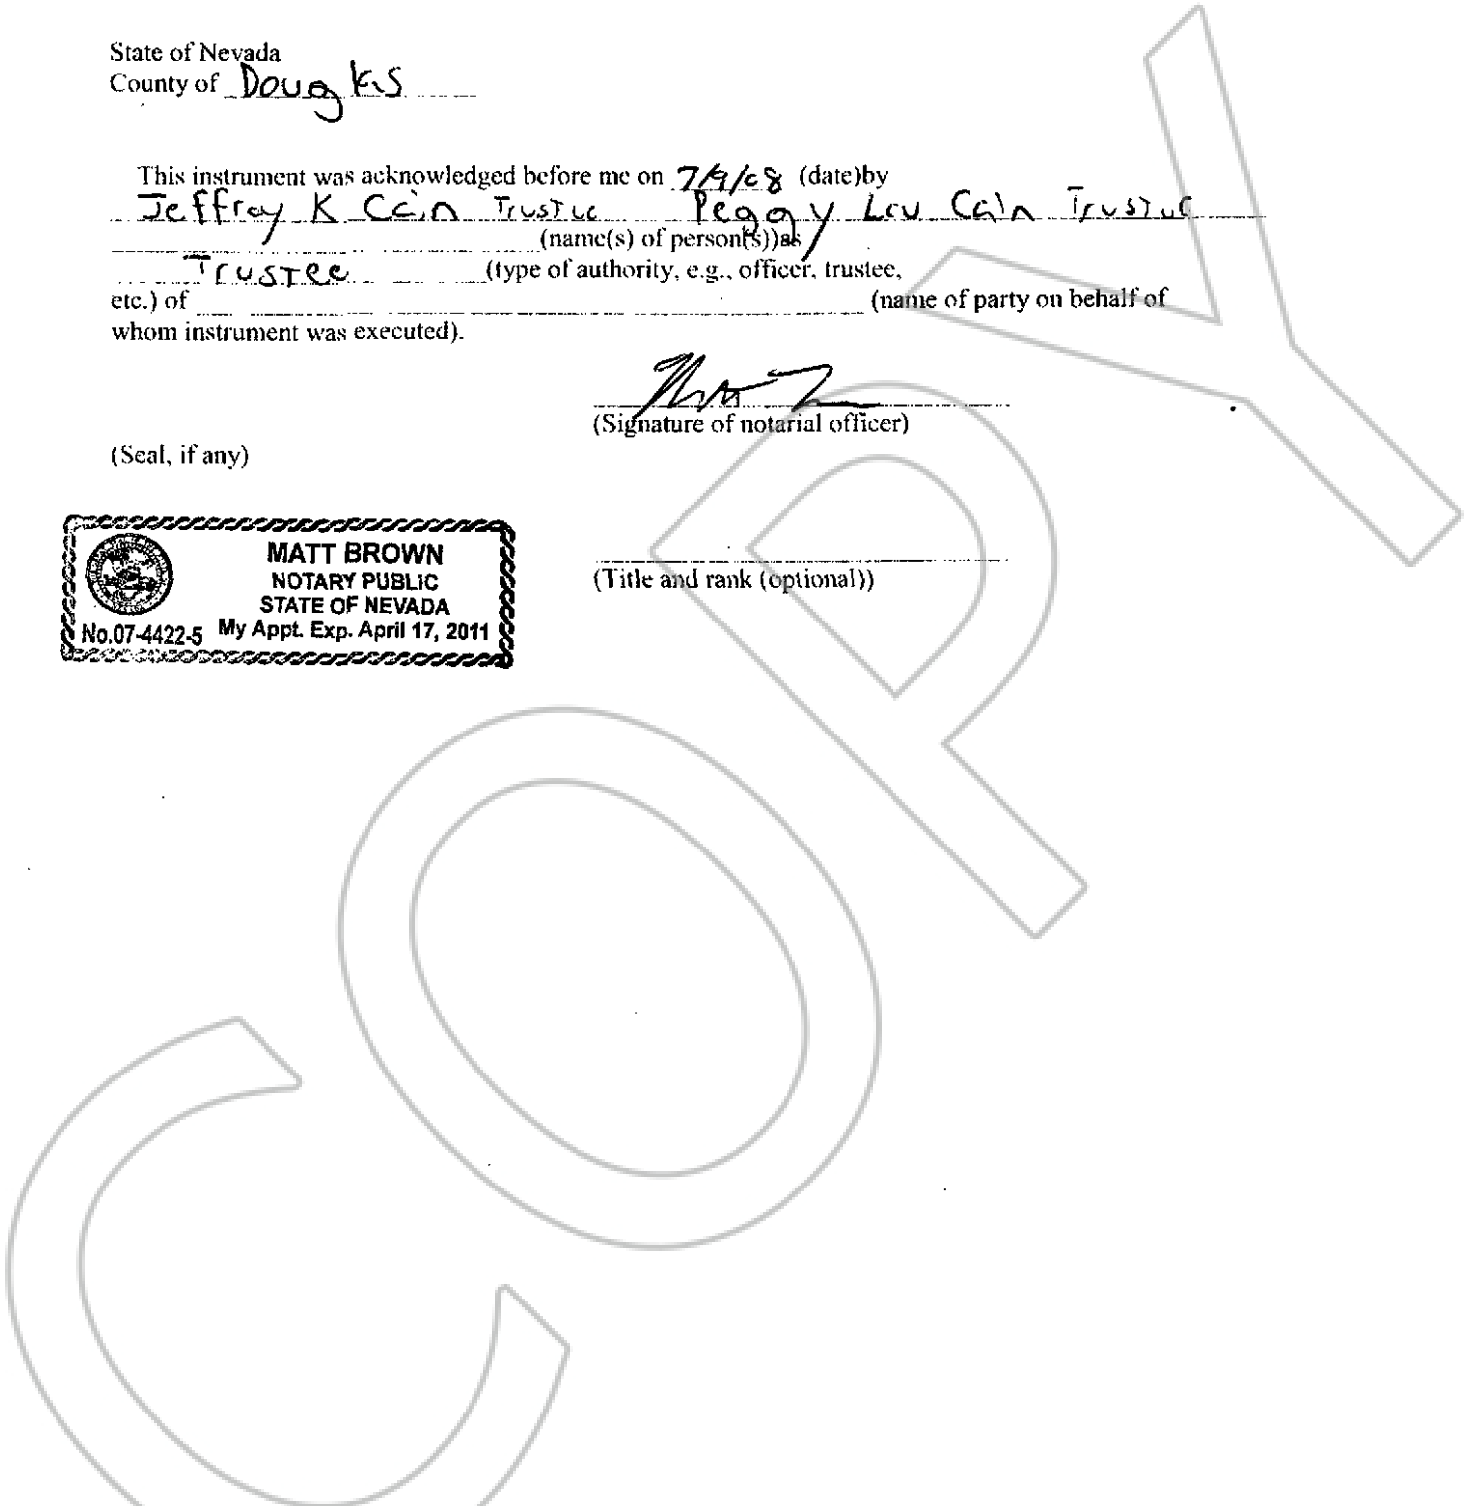 State of Nevada
County of Douglas
This instrument was acknowledged before me on 7/9/08 (date)by
Jeffrey K Cain Trustee Peggy Lou Cain Trustee
(name(s) of person(s))as
Trustee (type of authority, e.g., officer, trustee,
etc.) of (name of party on behalf of
whom instrument was executed).
(Signature of notarial officer)
(Seal, if any)
MATT BROWN
NOTARY PUBLIC
STATE OF NEVADA
No.07-4422-5 My Appt. Exp. April 17, 2011
(Title and rank (optional))
COPY